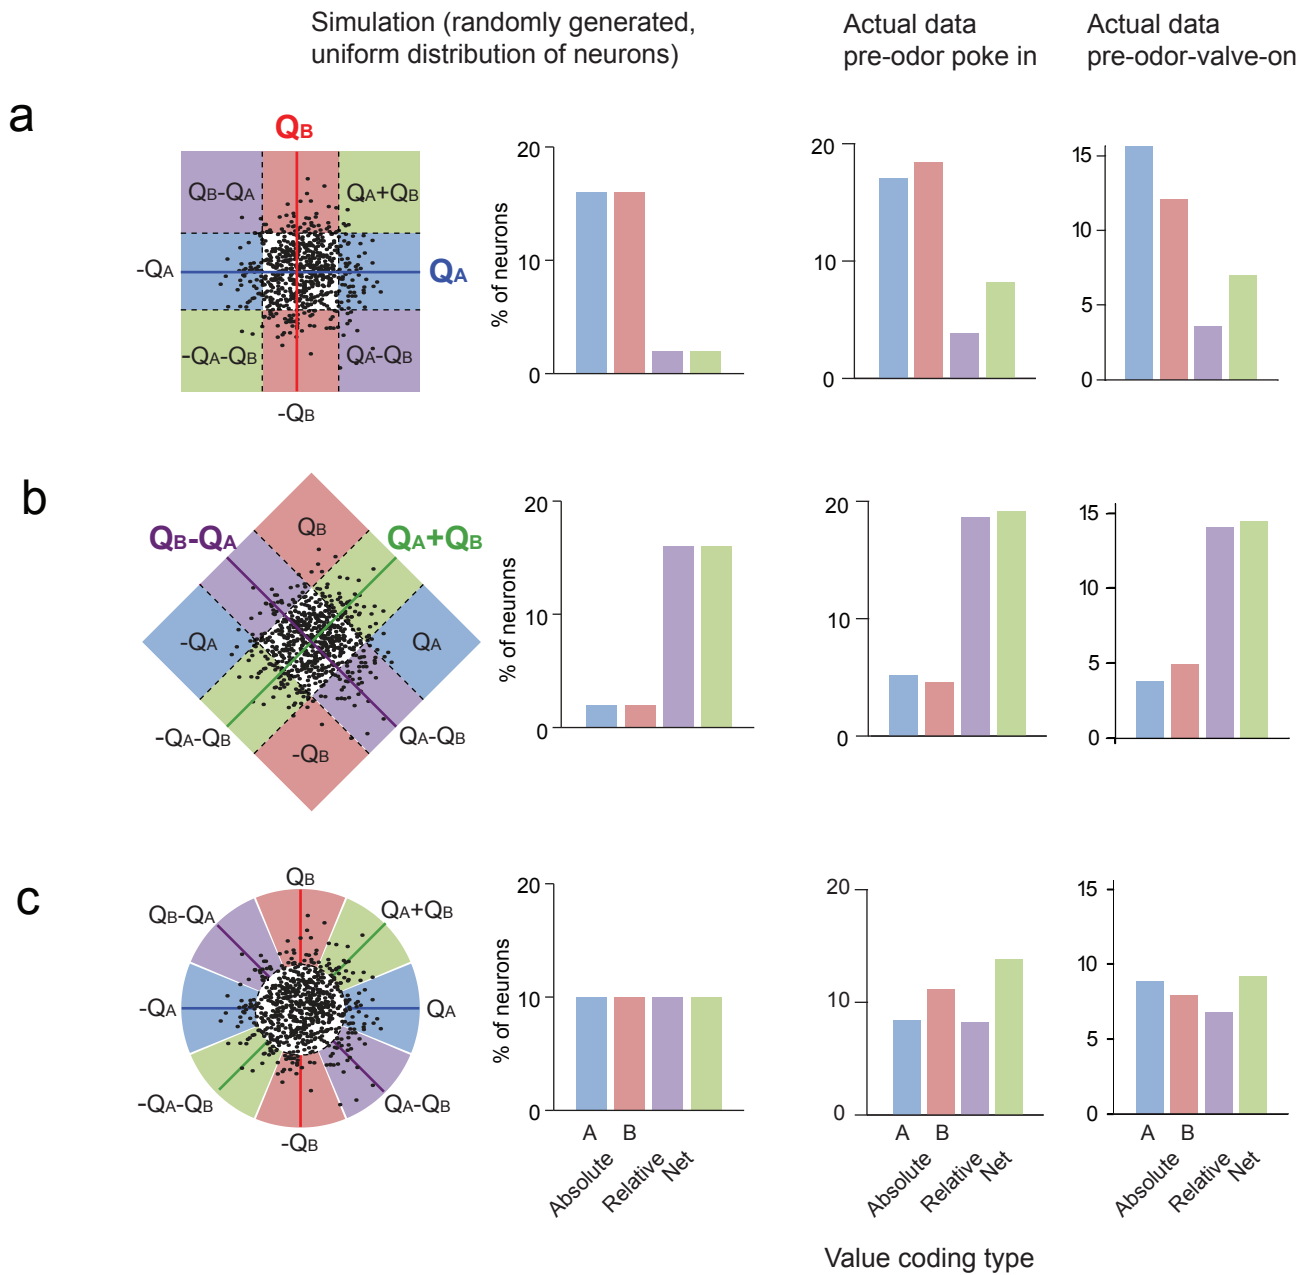 Simulation (randomly generated,
uniform distribution of neurons)
Actual data
pre-odor poke in
Actual data
pre-odor-valve-on
a
QB
QB-QA
QA+QB
-QA
QA
-QA-QB
QA-QB
-QB
% of neurons
20
10
0
20
10
0
15
10
5
0
b
QB
QB-QA
QA+QB
-QA
QA
-QA-QB
QA-QB
-QB
% of neurons
20
10
0
20
10
0
15
10
5
0
c
QB
QB-QA
QA+QB
-QA
QA
-QA-QB
QA-QB
-QB
% of neurons
20
10
0
20
10
0
15
10
5
0
A B
Absolute
Relative
Net
A B
Absolute
Relative
Net
A B
Absolute
Relative
Net
Value coding type